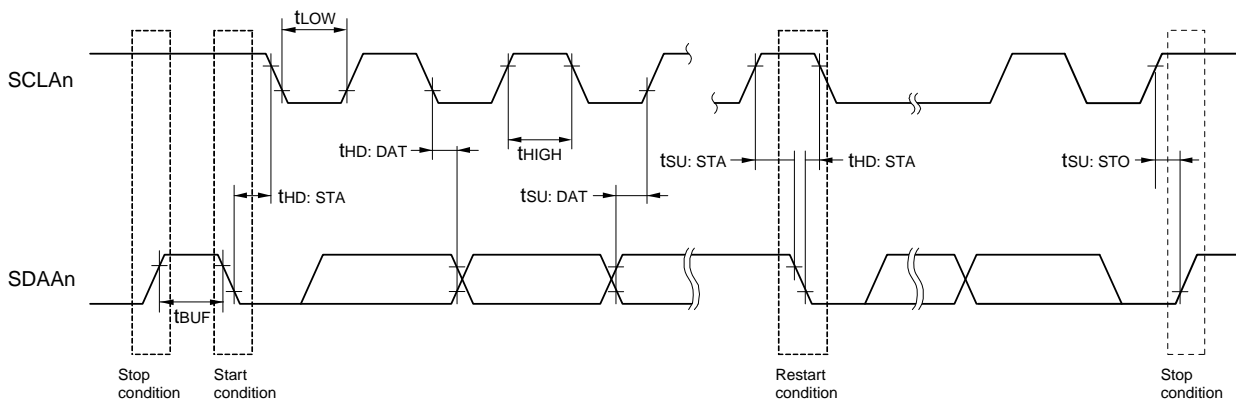 tLOW
SCLAn
tHD: DAT
tHIGH
tSU: STA
tHD: STA
tSU: STO
tHD: STA
tSU: DAT
SDAAn
tBUF
Stop
condition
Start
condition
Restart
condition
Stop
condition